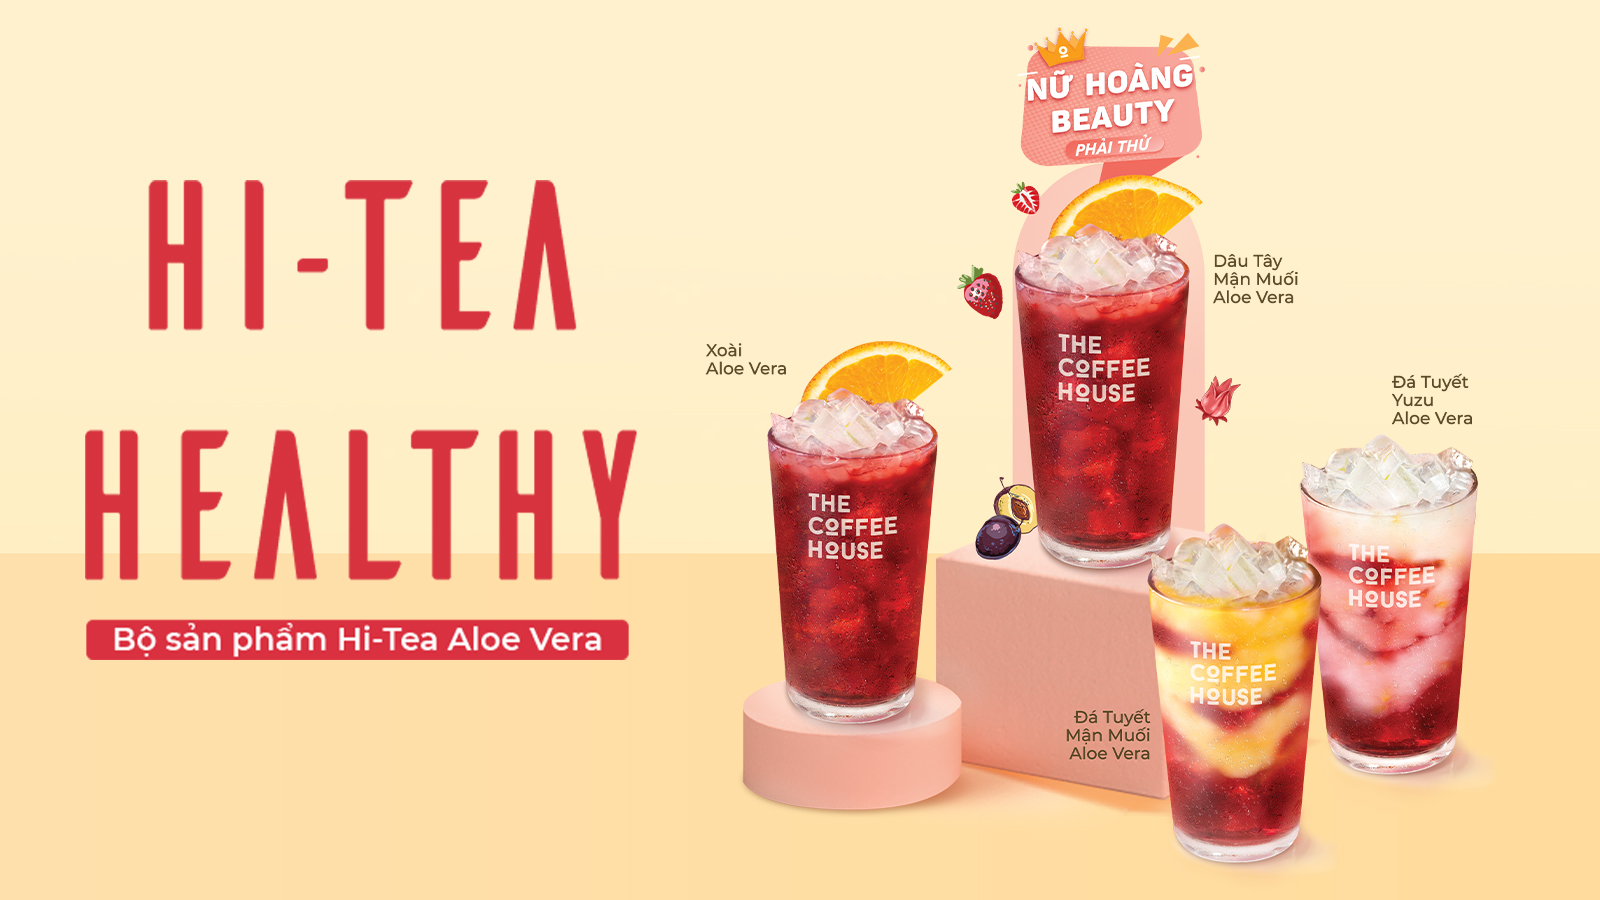 HI-TEA
HEALTHY
Bộ sản phẩm Hi-Tea Aloe Vera
NỮ HOÀNG
BEAUTY
PHẢI THỬ
Dâu Tây
Mận Muối
Aloe Vera
THE
COFFEE
HOUSE
Xoài
Aloe Vera
THE
COFFEE
HOUSE
Đá Tuyết
Yuzu
Aloe Vera
THE
COFFEE
HOUSE
Đá Tuyết
Mận Muối
Aloe Vera
THE
COFFEE
HOUSE